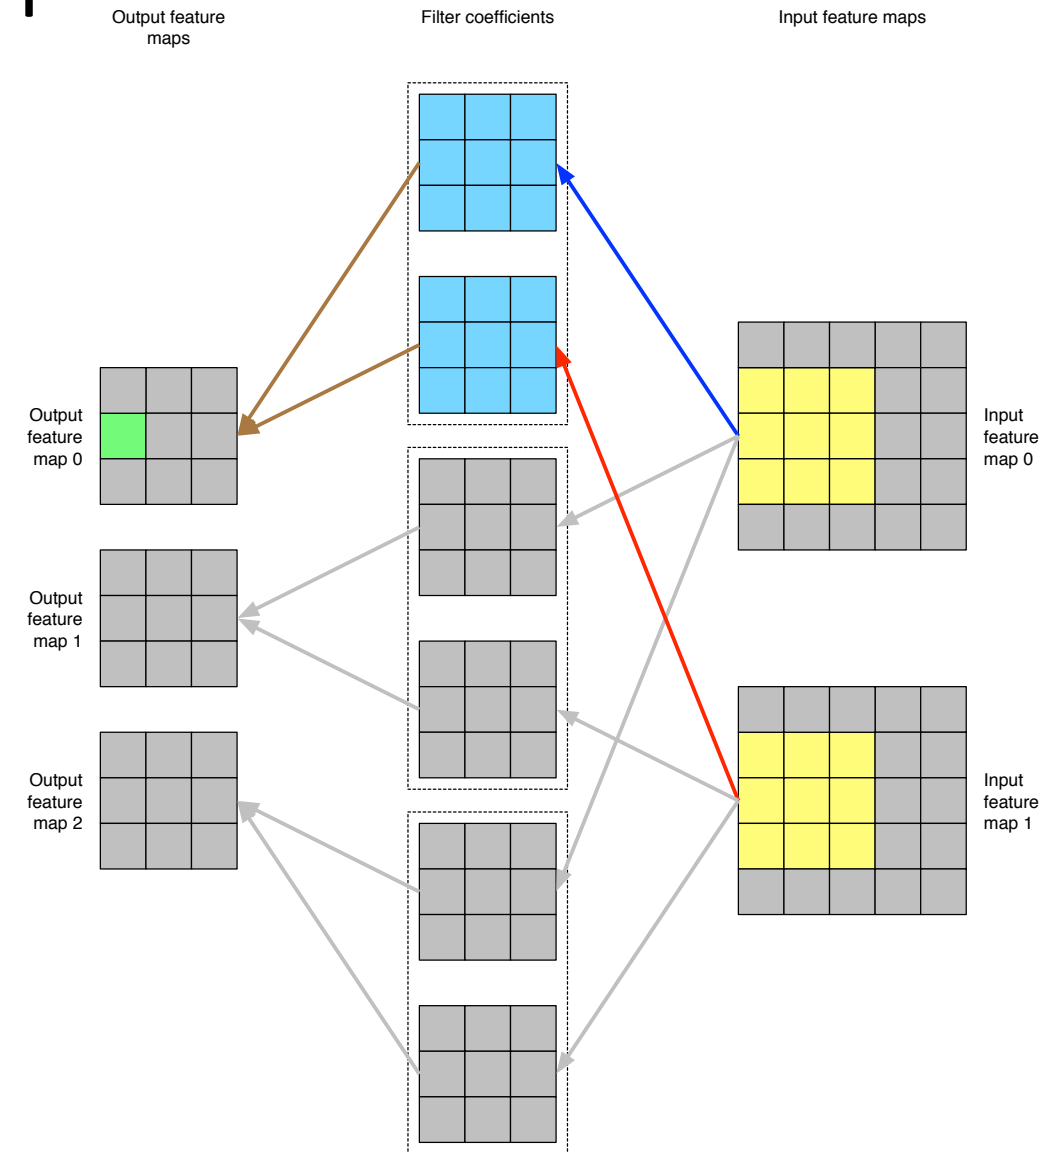 Output feature
maps
Filter coefficients
Input feature maps
Output
feature
map 0
Input
feature
map 0
Output
feature
map 1
Output
feature
map 2
Input
feature
map 1